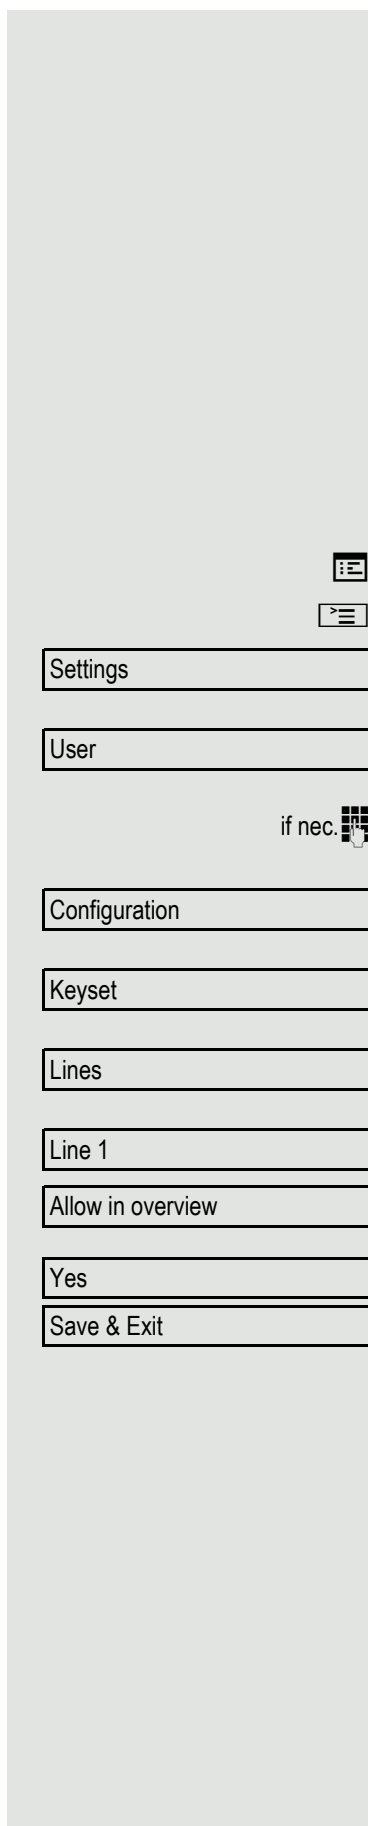 Settings
User
if nec.
Configuration
Keyset
Lines
Line 1
Allow in overview
Yes
Save & Exit